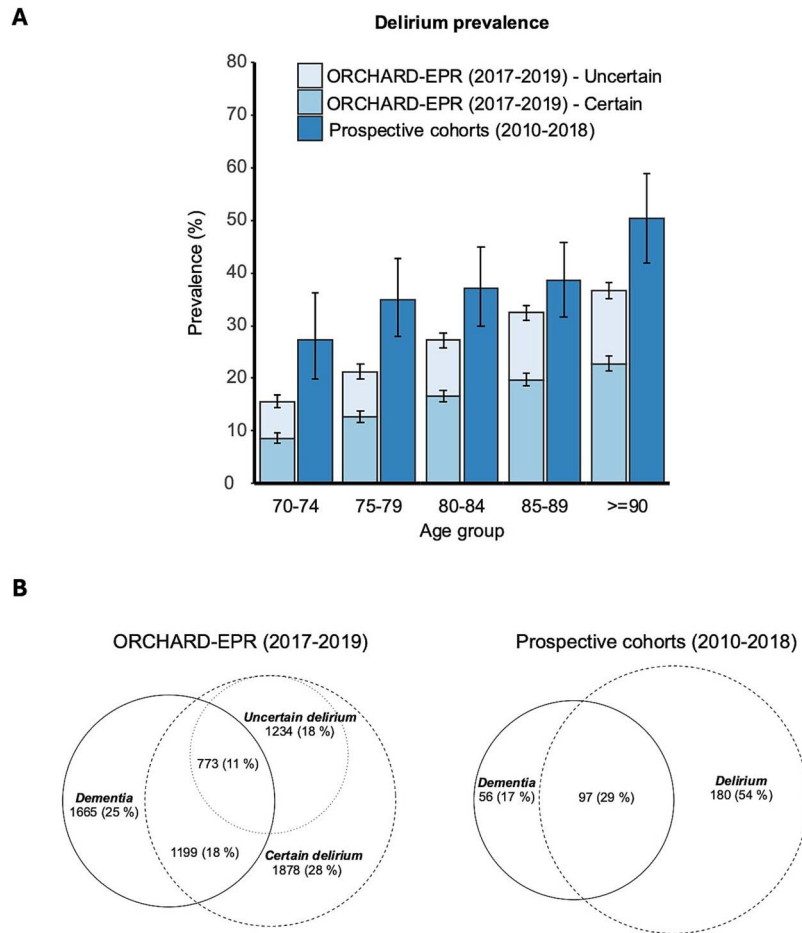 A
Delirium prevalence
80
70
60
50
40
30
20
10
0
Prevalence (%)
ORCHARD-EPR (2017-2019) - Uncertain
ORCHARD-EPR (2017-2019) - Certain
Prospective cohorts (2010-2018)
70-74 75-79 80-84 85-89 >=90
Age group
B
ORCHARD-EPR (2017-2019)
Uncertain delirium
1234 (18 %)
773 (11 %)
Dementia
1665 (25 %)
1199 (18 %)
Certain delirium
1878 (28 %)
Prospective cohorts (2010-2018)
Dementia
56 (17 %)
97 (29 %)
Delirium
180 (54 %)